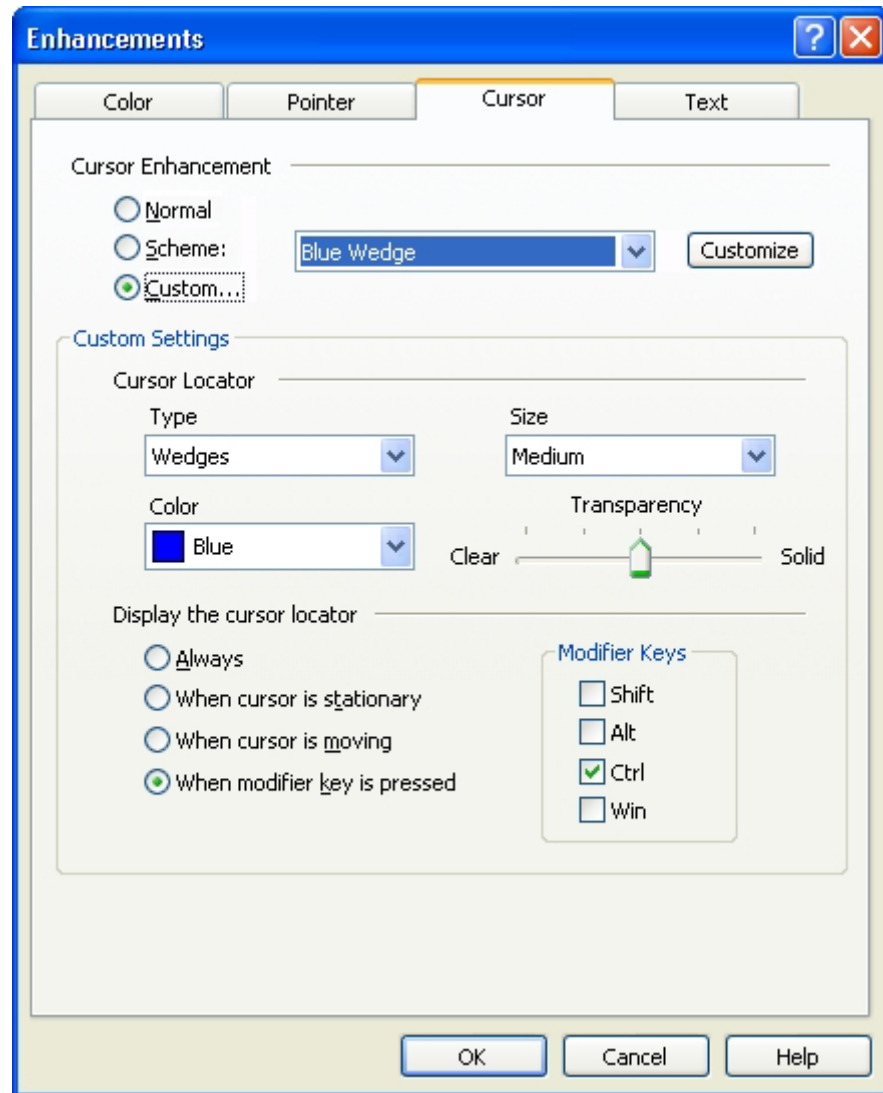 Enhancements
Color Pointer Cursor Text
Cursor Enhancement
Normal
Scheme: Blue Wedge Customize
Custom...
Custom Settings
Cursor Locator
Type Size
Wedges Medium
Color Transparency
Blue Clear Solid
Display the cursor locator
Always Modifier Keys
When cursor is stationary Shift
When cursor is moving Alt
When modifier key is pressed Ctrl
Win
OK Cancel Help